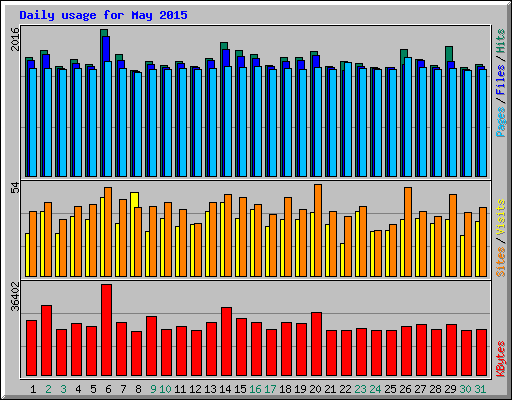 Daily usage for May 2015
2016
Pages / Files / Hits
54
Sites / Visits
36402
KBytes
1 2 3 4 5 6 7 8 9 10 11 12 13 14 15 16 17 18 19 20 21 22 23 24 25 26 27 28 29 30 31